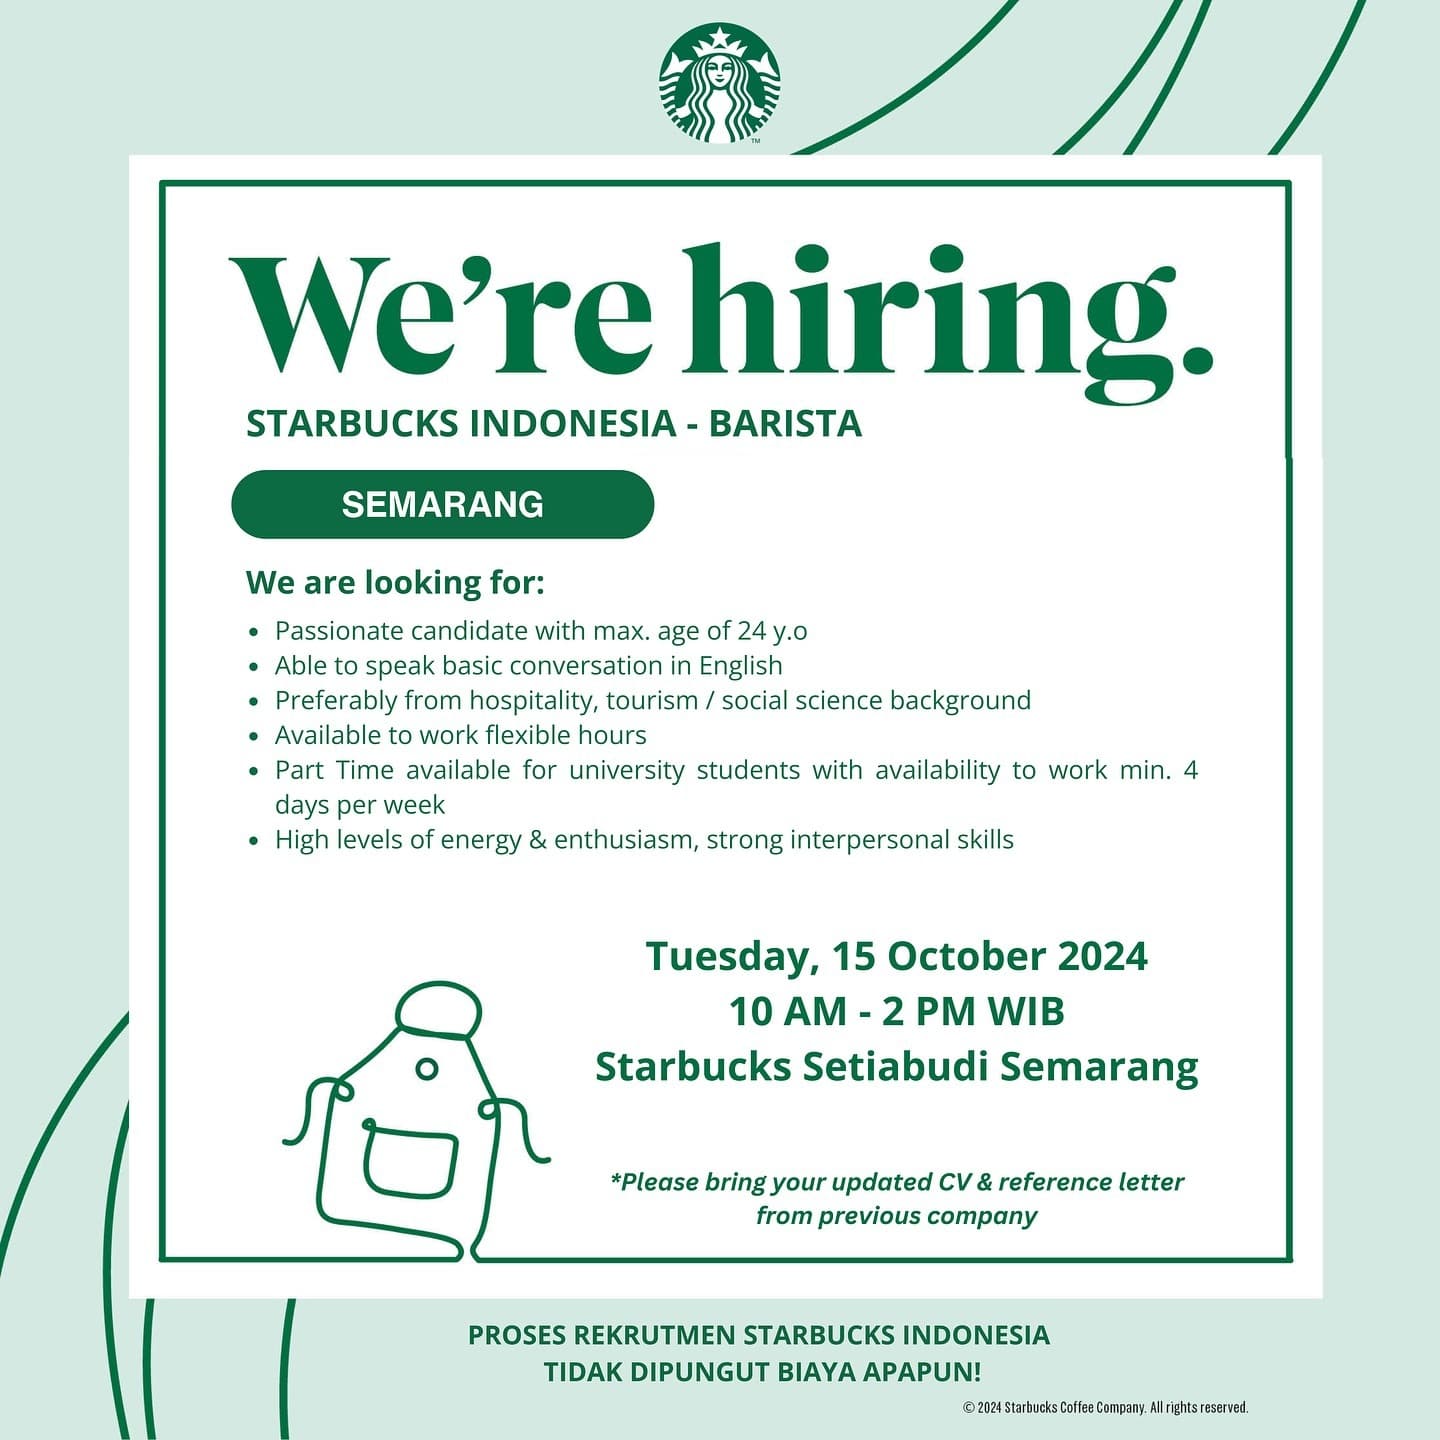 We're hiring.
STARBUCKS INDONESIA - BARISTA
SEMARANG
We are looking for:
• Passionate candidate with max. age of 24 y.o
• Able to speak basic conversation in English
• Preferably from hospitality, tourism / social science background
• Available to work flexible hours
• Part Time available for university students with availability to work min. 4
days per week
• High levels of energy & enthusiasm, strong interpersonal skills
Tuesday, 15 October 2024
10 AM - 2 PM WIB
Starbucks Setiabudi Semarang
*Please bring your updated CV & reference letter
from previous company
PROSES REKRUTMEN STARBUCKS INDONESIA
TIDAK DIPUNGUT BIAYA APAPUN!
© 2024 Starbucks Coffee Company. All rights reserved.